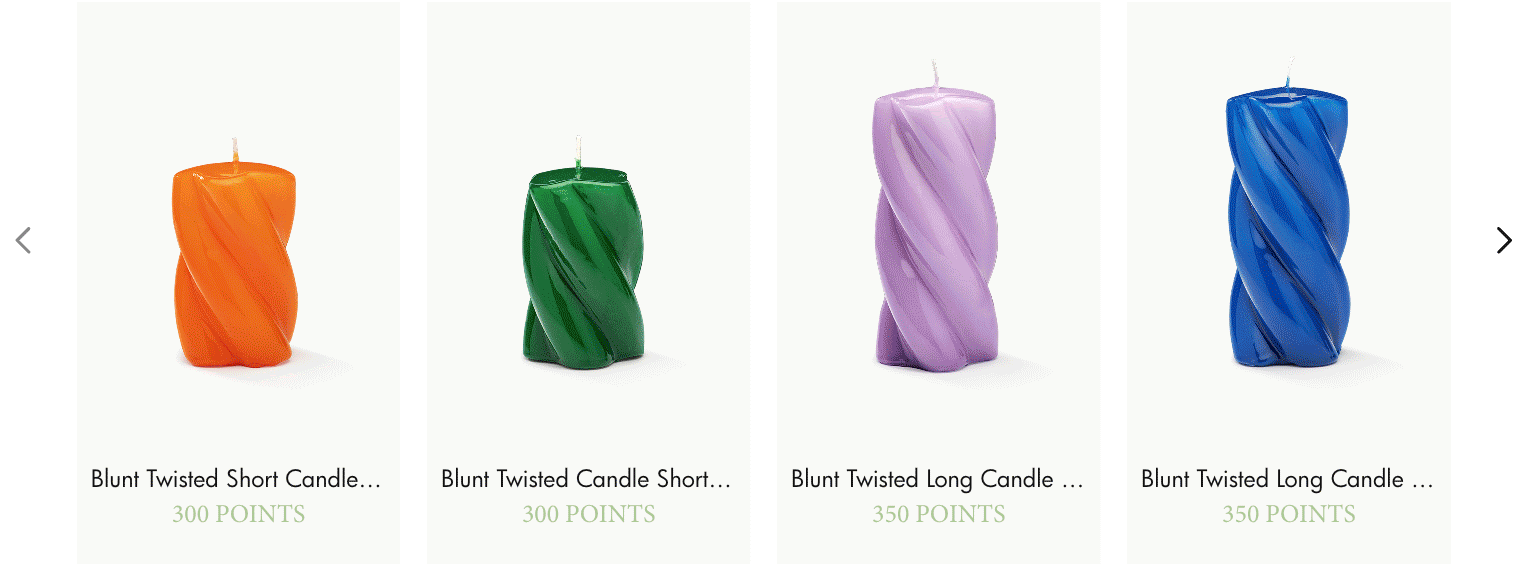 Blunt Twisted Short Candle...
300 POINTS
Blunt Twisted Candle Short...
300 POINTS
Blunt Twisted Long Candle ...
350 POINTS
Blunt Twisted Long Candle ...
350 POINTS